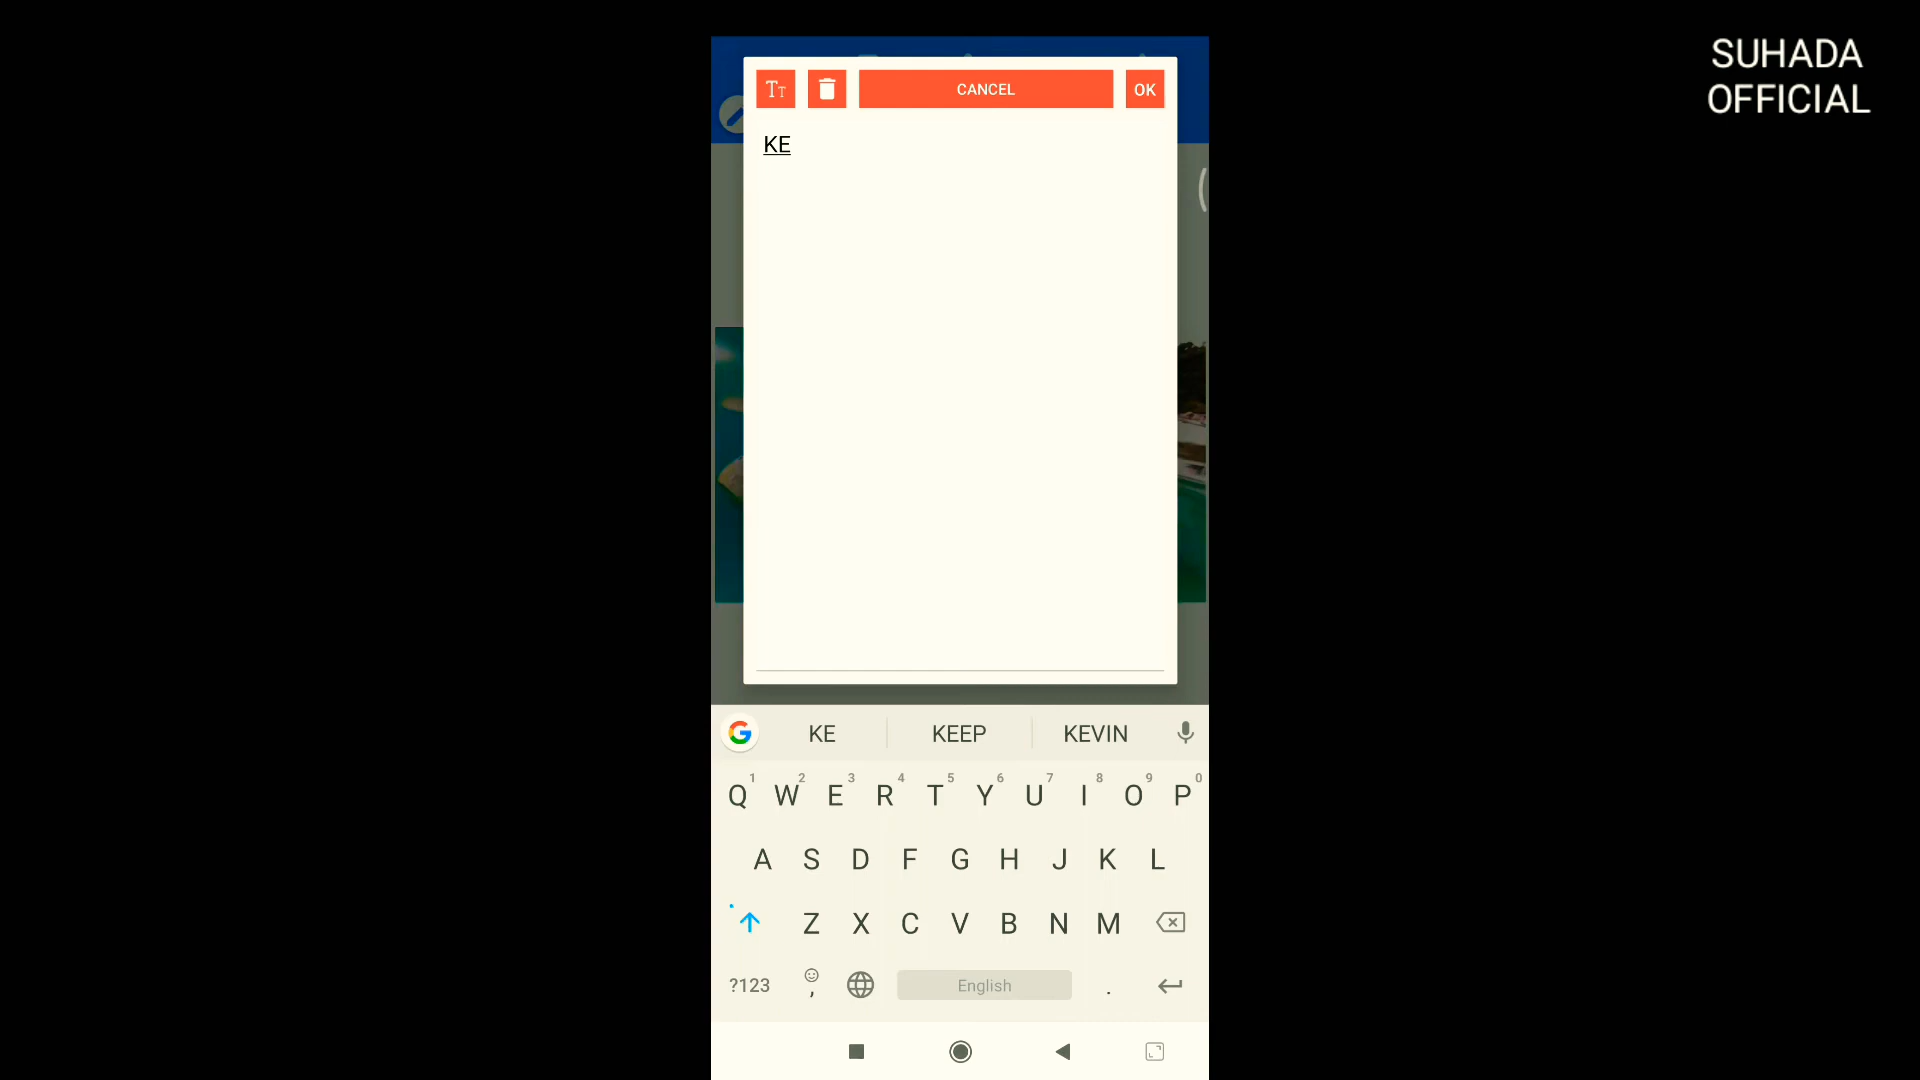 SUHADA
OFFICIAL
TT CANCEL OK
KE
KE KEEP KEVIN
1 2 3 4 5 6 7 8 9 0
Q W E R T Y U I O P
A S D F G H J K L
Z X C V B N M
?123 , English .